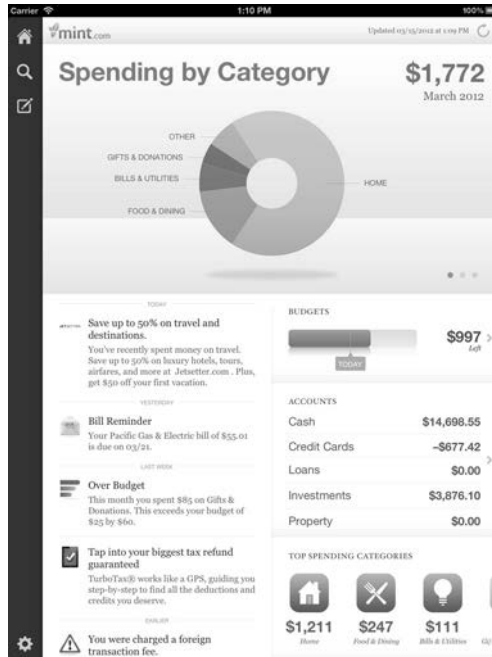 Carrier 1:10 PM 100%
mint.com Updated 03/15/2012 at 1:09 PM
Spending by Category $1,772
March 2012
OTHER
GIFTS & DONATIONS
BILLS & UTILITIES
HOME
FOOD & DINING
TODAY
Save up to 50% on travel and
destinations.
You've recently spent money on travel.
Save up to 50% on luxury hotels, tours,
airfares, and more at Jetsetter.com . Plus,
get $50 off your first vacation.
YESTERDAY
Bill Reminder
Your Pacific Gas & Electric bill of $55.01
is due on 03/21.
LAST WEEK
Over Budget
This month you spent $85 on Gifts &
Donations. This exceeds your budget of
$25 by $60.
Tap into your biggest tax refund
guaranteed
TurboTax® works like a GPS, guiding you
step-by-step to find all the deductions and
credits you deserve.
EARLIER
You were charged a foreign
transaction fee.
BUDGETS
$997
Left
TODAY
ACCOUNTS
Cash $14,698.55
Credit Cards –$677.42
Loans $0.00
Investments $3,876.10
Property $0.00
TOP SPENDING CATEGORIES
$1,211 $247 $111
Home Food & Dining Bills & Utilities